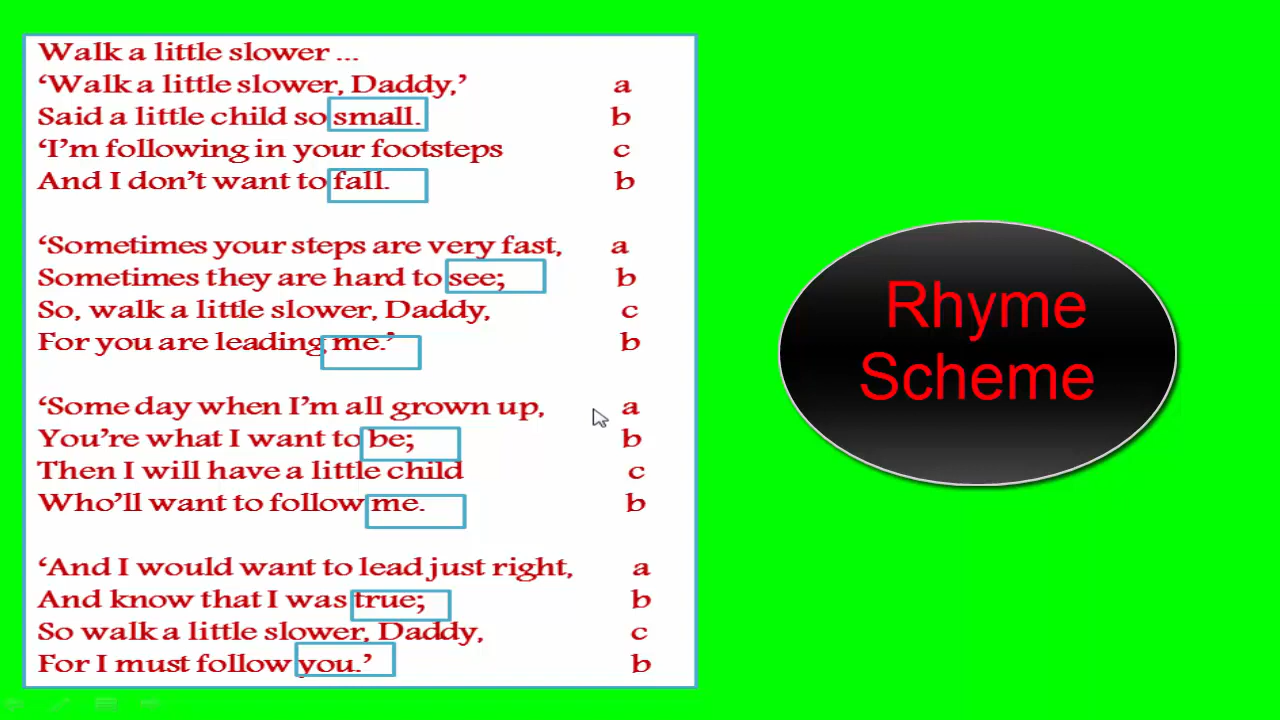 Walk a little slower ...
‘Walk a little slower, Daddy,’ a
Said a little child so small. b
‘I’m following in your footsteps c
And I don’t want to fall. b
‘Sometimes your steps are very fast, a
Sometimes they are hard to see; b
So, walk a little slower, Daddy, c
For you are leading me.’ b
‘Some day when I’m all grown up, a
You’re what I want to be; b
Then I will have a little child c
Who’ll want to follow me. b
‘And I would want to lead just right, a
And know that I was true; b
So walk a little slower, Daddy, c
For I must follow you.’ b
Rhyme
Scheme